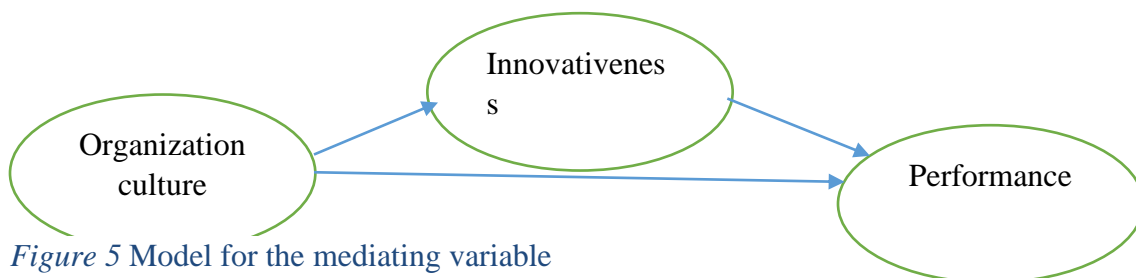 Innovativenes
s
Organization
culture
Performance
Figure 5 Model for the mediating variable